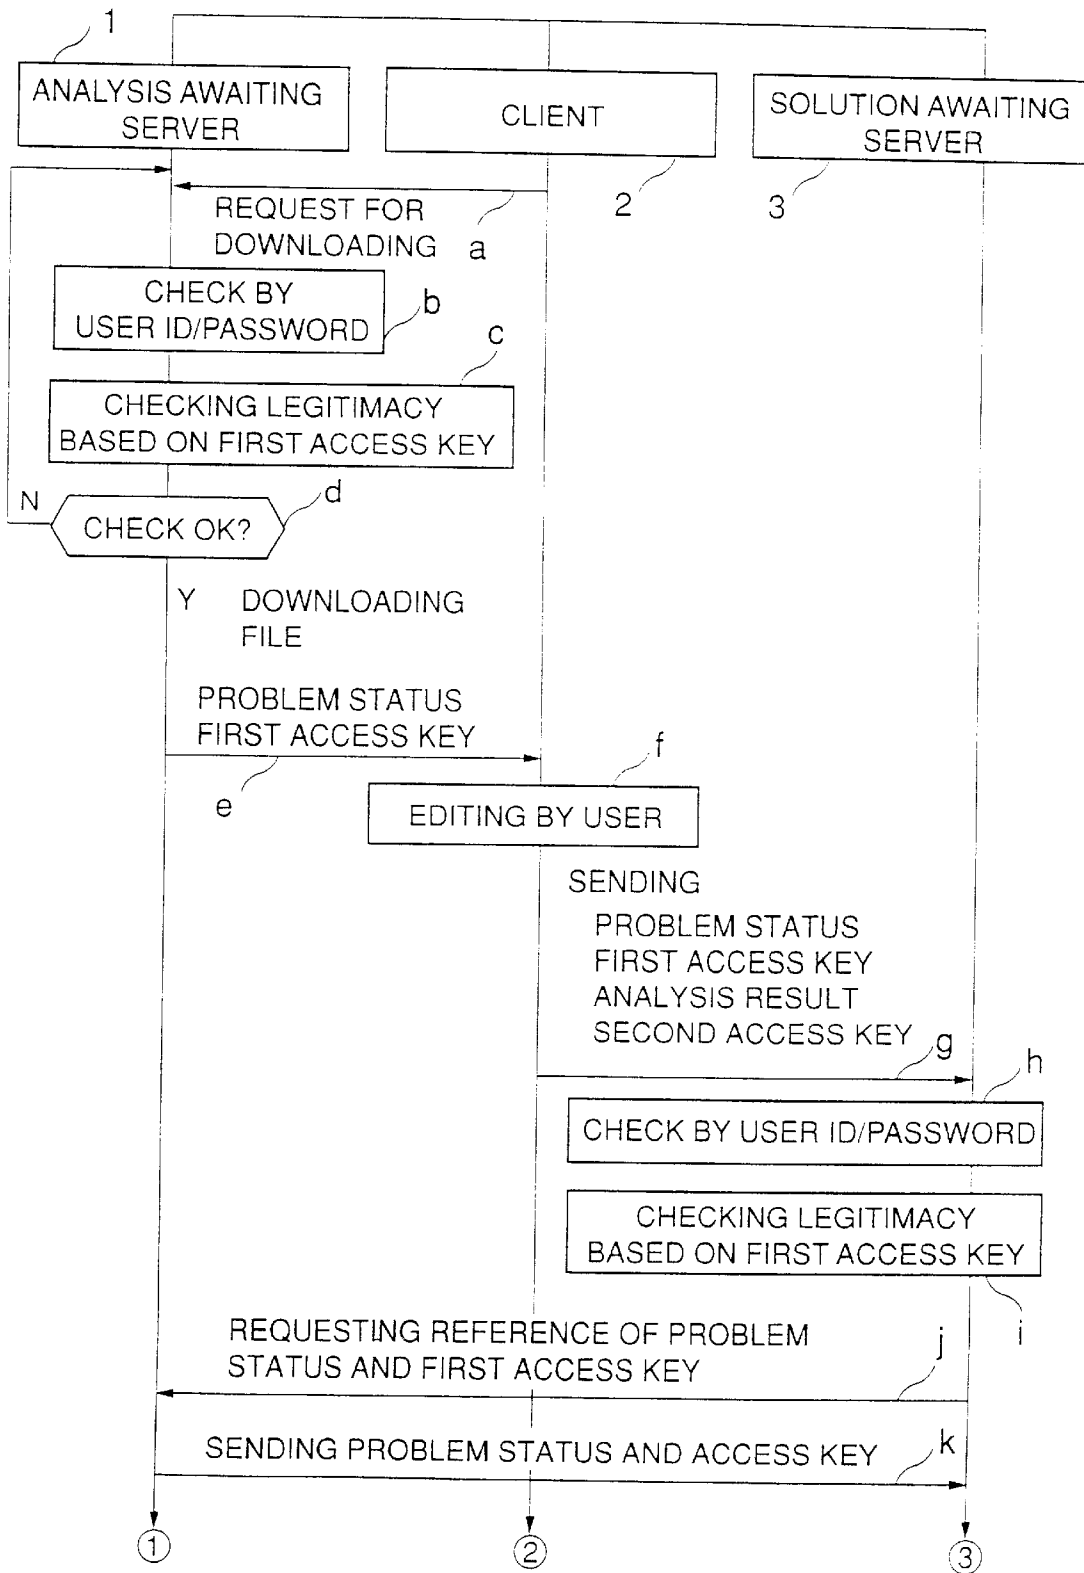 1
ANALYSIS AWAITING
SERVER
CLIENT
SOLUTION AWAITING
SERVER
2
3
REQUEST FOR
DOWNLOADING
a
CHECK BY
USER ID/PASSWORD
b
c
CHECKING LEGITIMACY
BASED ON FIRST ACCESS KEY
N
d
CHECK OK?
Y
DOWNLOADING
FILE
PROBLEM STATUS
FIRST ACCESS KEY
e
f
EDITING BY USER
SENDING
PROBLEM STATUS
FIRST ACCESS KEY
ANALYSIS RESULT
SECOND ACCESS KEY
g
h
CHECK BY USER ID/PASSWORD
CHECKING LEGITIMACY
BASED ON FIRST ACCESS KEY
i
REQUESTING REFERENCE OF PROBLEM
STATUS AND FIRST ACCESS KEY
j
SENDING PROBLEM STATUS AND ACCESS KEY
k
①
②
③